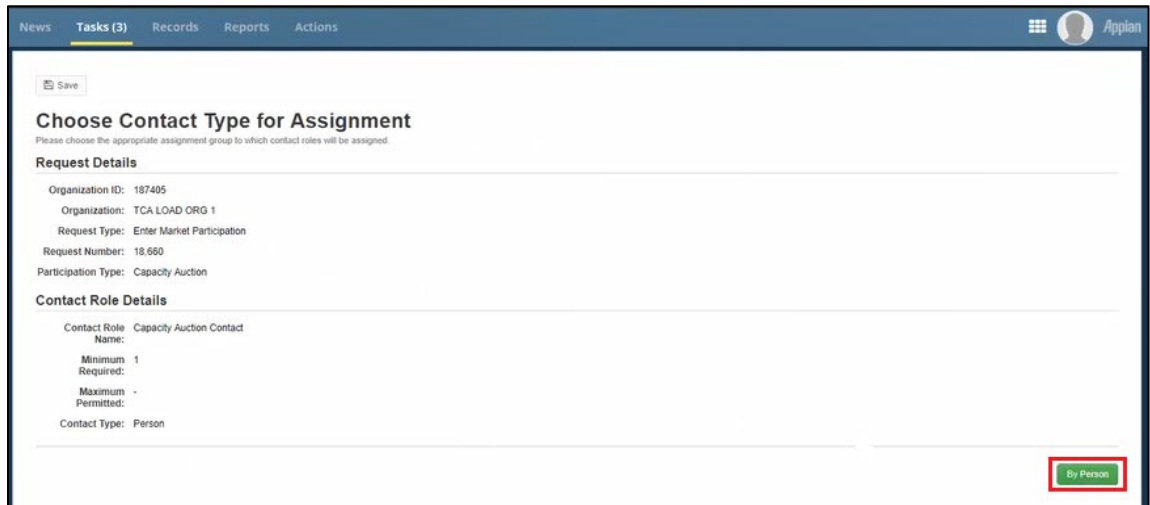 News Tasks (3) Records Reports Actions Appian
Save
Choose Contact Type for Assignment
Please choose the appropriate assignment group to which contact roles will be assigned.
Request Details
Organization ID: 187405
Organization: TCA LOAD ORG 1
Request Type: Enter Market Participation
Request Number: 18,660
Participation Type: Capacity Auction
Contact Role Details
Contact Role Capacity Auction Contact
Name:
Minimum 1
Required:
Maximum -
Permitted:
Contact Type: Person
By Person